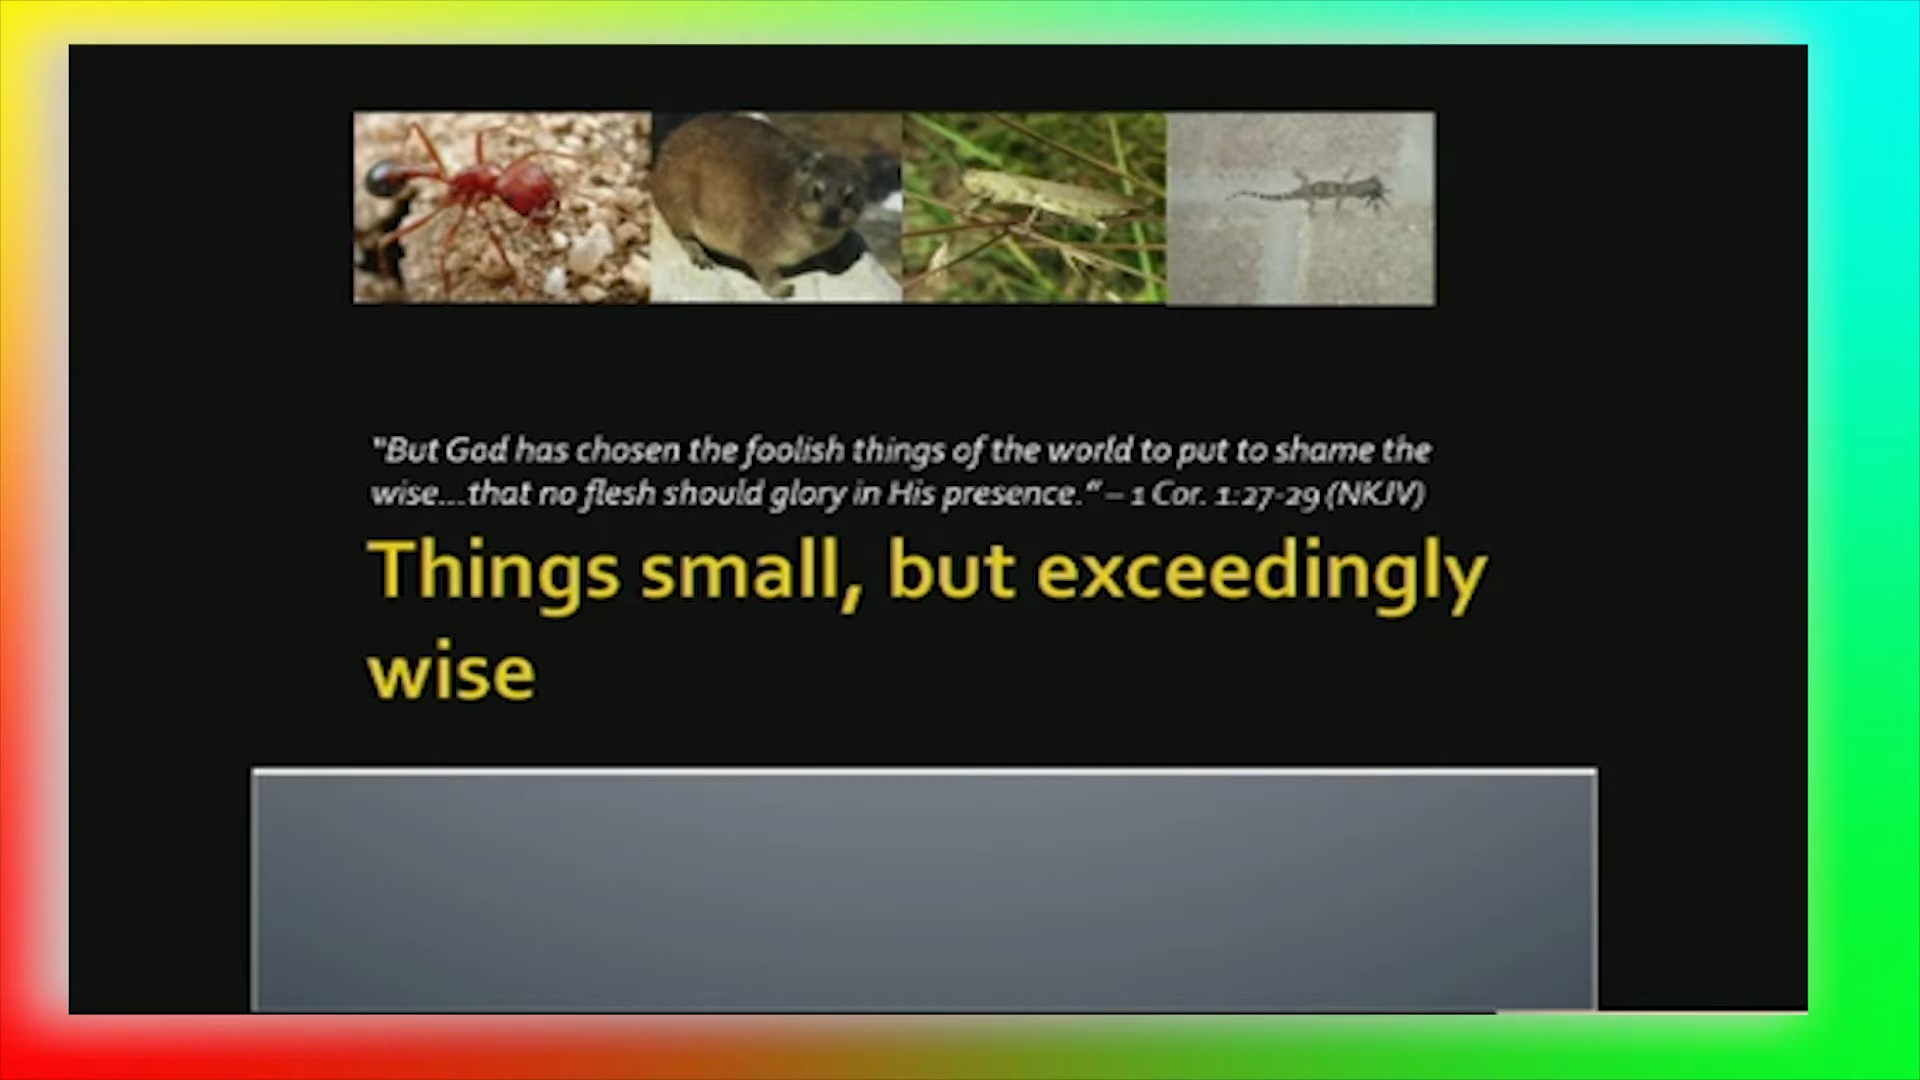 "But God has chosen the foolish things of the world to put to shame the
wise...that no flesh should glory in His presence." – 1 Cor. 1:27-29 (NKJV)
Things small, but exceedingly
wise